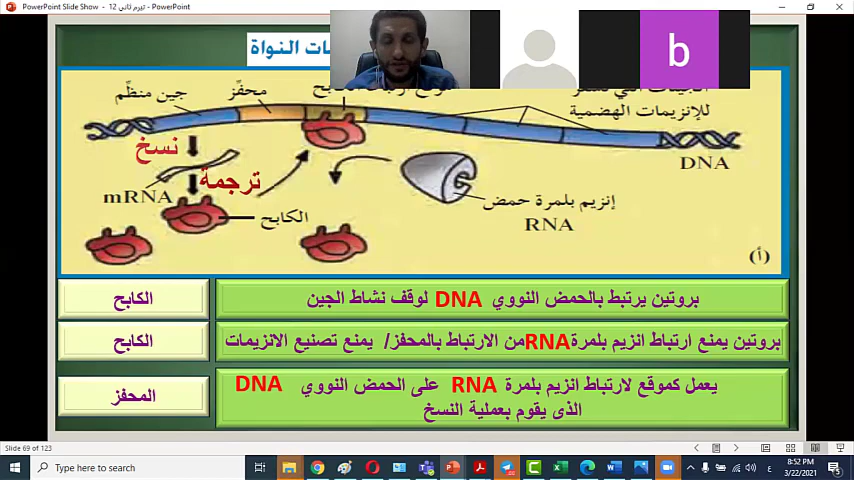 PowerPoint Slide Show - 12 تيرم ثاني - PowerPoint
ات النواة
b
جين منظّم
محفّز
للإنزيمات الهضمية
DNA
نسخ
mRNA
ترجمة
الكابح
إنزيم بلمرة حمض
RNA
(أ)
بروتين يرتبط بالحمض النووي DNA لوقف نشاط الجين
الكابح
بروتين يمنع ارتباط انزيم بلمرة RNA من الارتباط بالمحفز/ يمنع تصنيع الانزيمات
الكابح
يعمل كموقع لارتباط انزيم بلمرة RNA على الحمض النووي DNA
الذى يقوم بعملية النسخ
المحفز
Slide 69 of 123
Type here to search
ع
8:52 PM
3/22/2021